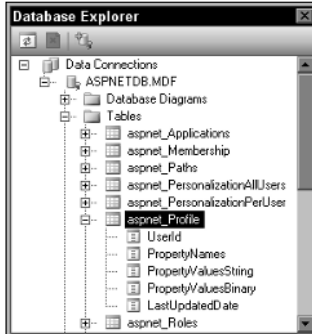 Database Explorer
Data Connections
ASPNETDB.MDF
Database Diagrams
Tables
aspnet_Applications
aspnet_Membership
aspnet_Paths
aspnet_PersonalizationAllUsers
aspnet_PersonalizationPerUser
aspnet_Profile
UserId
PropertyNames
PropertyValuesString
PropertyValuesBinary
LastUpdatedDate
aspnet_Roles